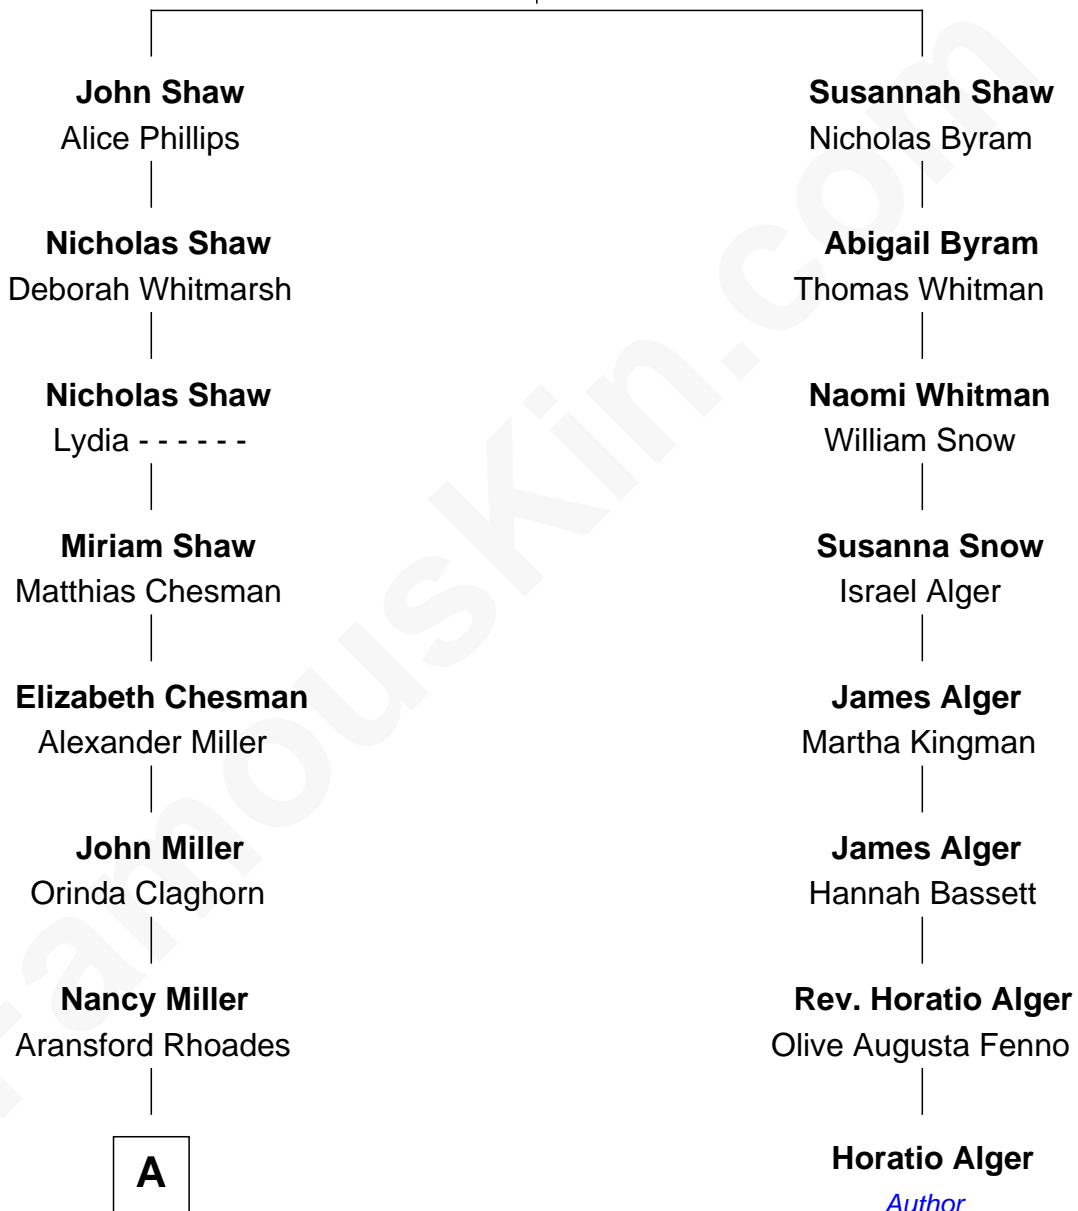 John Shaw
Alice Phillips
Nicholas Shaw
Deborah Whitmarsh
Nicholas Shaw
Lydia - - - - - -
Miriam Shaw
Matthias Chesman
Elizabeth Chesman
Alexander Miller
John Miller
Orinda Claghorn
Nancy Miller
Aransford Rhoades
A
Susannah Shaw
Nicholas Byram
Abigail Byram
Thomas Whitman
Naomi Whitman
William Snow
Susanna Snow
Israel Alger
James Alger
Martha Kingman
James Alger
Hannah Bassett
Rev. Horatio Alger
Olive Augusta Fenno
Horatio Alger
Author
FamousKin.com